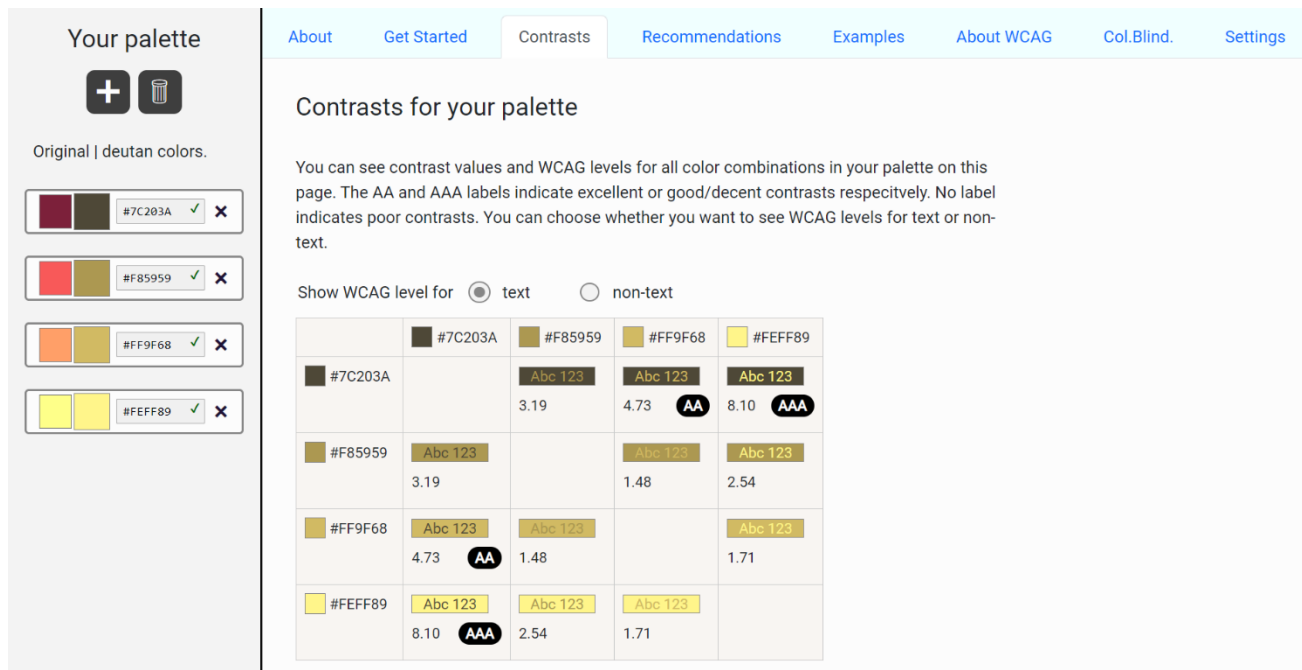 Your palette
Original | deutan colors.
#7C203A ✓ ×
#F85959 ✓ ×
#FF9F68 ✓ ×
#FEFF89 ✓ ×
About Get Started Contrasts Recommendations Examples About WCAG Col.Blind. Settings
Contrasts for your palette
You can see contrast values and WCAG levels for all color combinations in your palette on this
page. The AA and AAA labels indicate excellent or good/decent contrasts respecitvely. No label
indicates poor contrasts. You can choose whether you want to see WCAG levels for text or non-
text.
Show WCAG level for text non-text
#7C203A #F85959 #FF9F68 #FEFF89
#7C203A Abc 123 Abc 123 Abc 123
3.19 4.73 AA 8.10 AAA
#F85959 Abc 123 Abc 123 Abc 123
3.19 1.48 2.54
#FF9F68 Abc 123 Abc 123 Abc 123
4.73 AA 1.48 1.71
#FEFF89 Abc 123 Abc 123 Abc 123
8.10 AAA 2.54 1.71